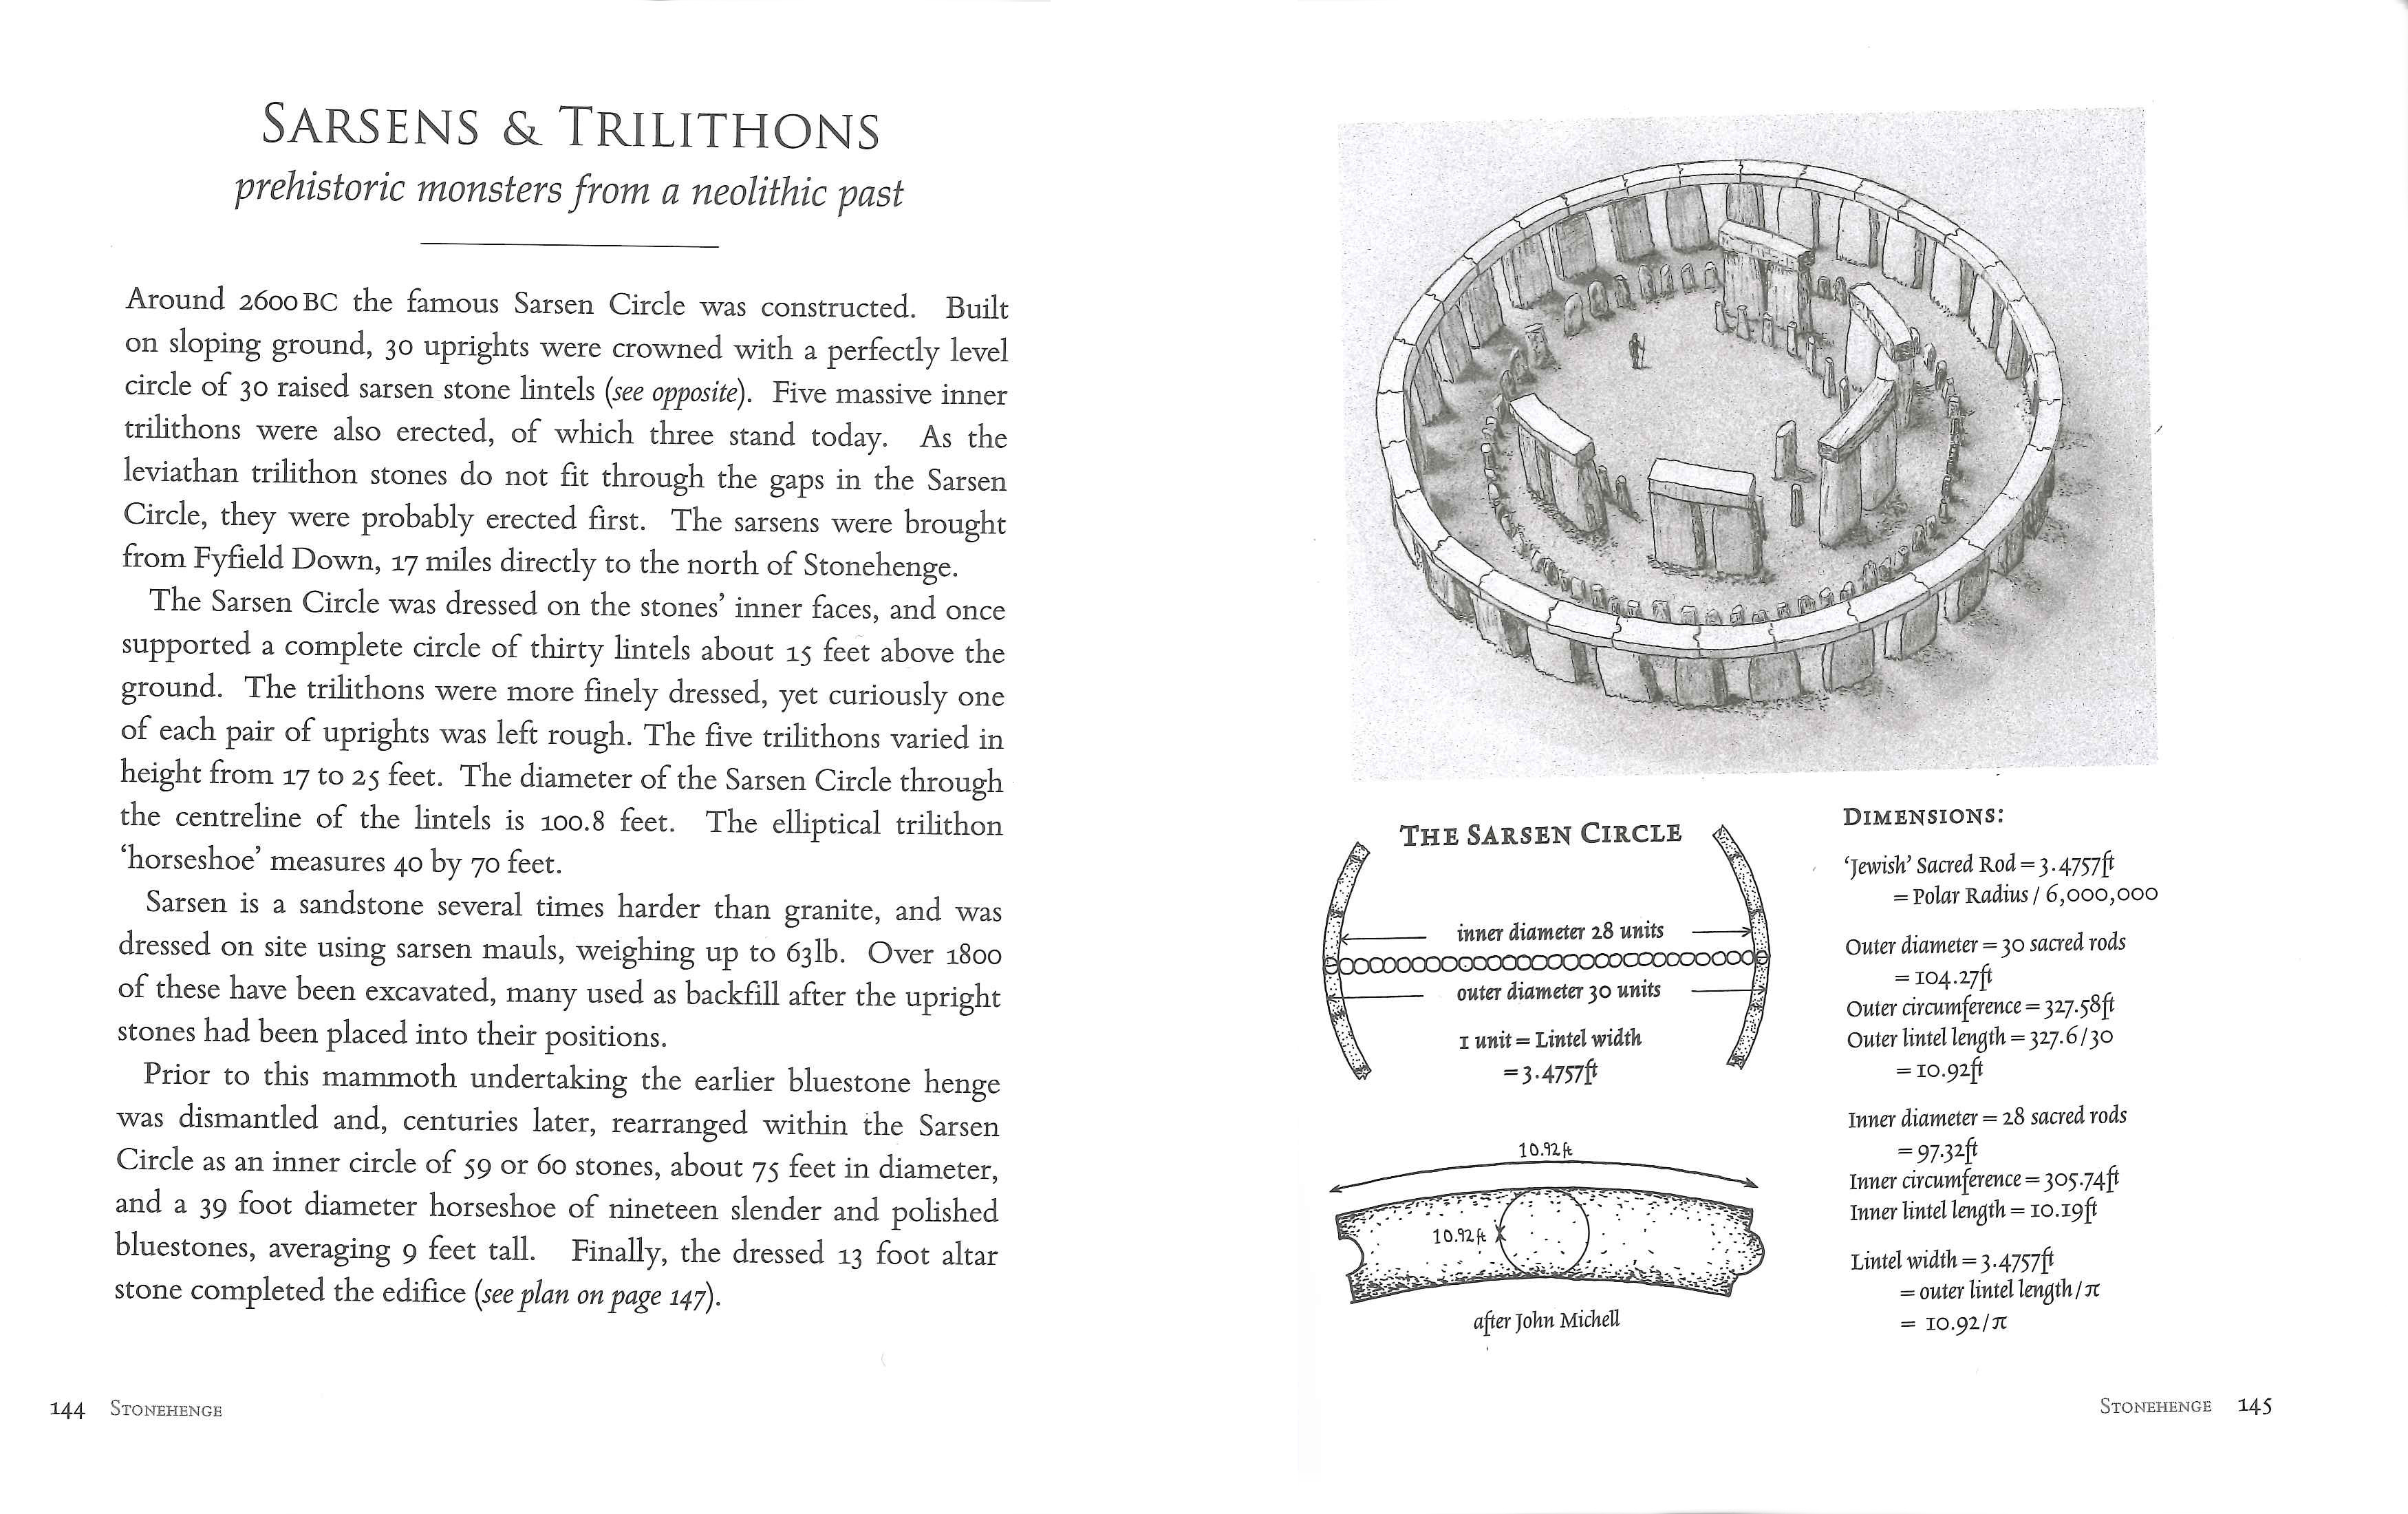 SARSENS & TRILITHONS
prehistoric monsters from a neolithic past
Around 2600 BC the famous Sarsen Circle was constructed. Built
on sloping ground, 30 uprights were crowned with a perfectly level
circle of 30 raised sarsen stone lintels (see opposite). Five massive inner
trilithons were also erected, of which three stand today. As the
leviathan trilithon stones do not fit through the gaps in the Sarsen
Circle, they were probably erected first. The sarsens were brought
from Fyfield Down, 17 miles directly to the north of Stonehenge.
The Sarsen Circle was dressed on the stones' inner faces, and once
supported a complete circle of thirty lintels about 15 feet above the
ground. The trilithons were more finely dressed, yet curiously one
of each pair of uprights was left rough. The five trilithons varied in
height from 17 to 25 feet. The diameter of the Sarsen Circle through
the centreline of the lintels is 100.8 feet. The elliptical trilithon
'horseshoe' measures 40 by 70 feet.
Sarsen is a sandstone several times harder than granite, and was
dressed on site using sarsen mauls, weighing up to 63lb. Over 1800
of these have been excavated, many used as backfill after the upright
stones had been placed into their positions.
Prior to this mammoth undertaking the earlier bluestone henge
was dismantled and, centuries later, rearranged within the Sarsen
Circle as an inner circle of 59 or 60 stones, about 75 feet in diameter,
and a 39 foot diameter horseshoe of nineteen slender and polished
bluestones, averaging 9 feet tall. Finally, the dressed 13 foot altar
stone completed the edifice (see plan on page 147).
144 STONEHENGE
THE SARSEN CIRCLE
inner diameter 28 units
outer diameter 30 units
1 unit = Lintel width
= 3.4757ft
10.92ft
10.92ft
after John Michell
DIMENSIONS:
'Jewish' Sacred Rod = 3.4757ft
= Polar Radius / 6,000,000
Outer diameter = 30 sacred rods
= 104.27ft
Outer circumference = 327.58ft
Outer lintel length = 327.6/30
= 10.92ft
Inner diameter = 28 sacred rods
= 97.32ft
Inner circumference = 305.74ft
Inner lintel length = 10.19ft
Lintel width = 3.4757ft
= outer lintel length/π
= 10.92/π
STONEHENGE 145